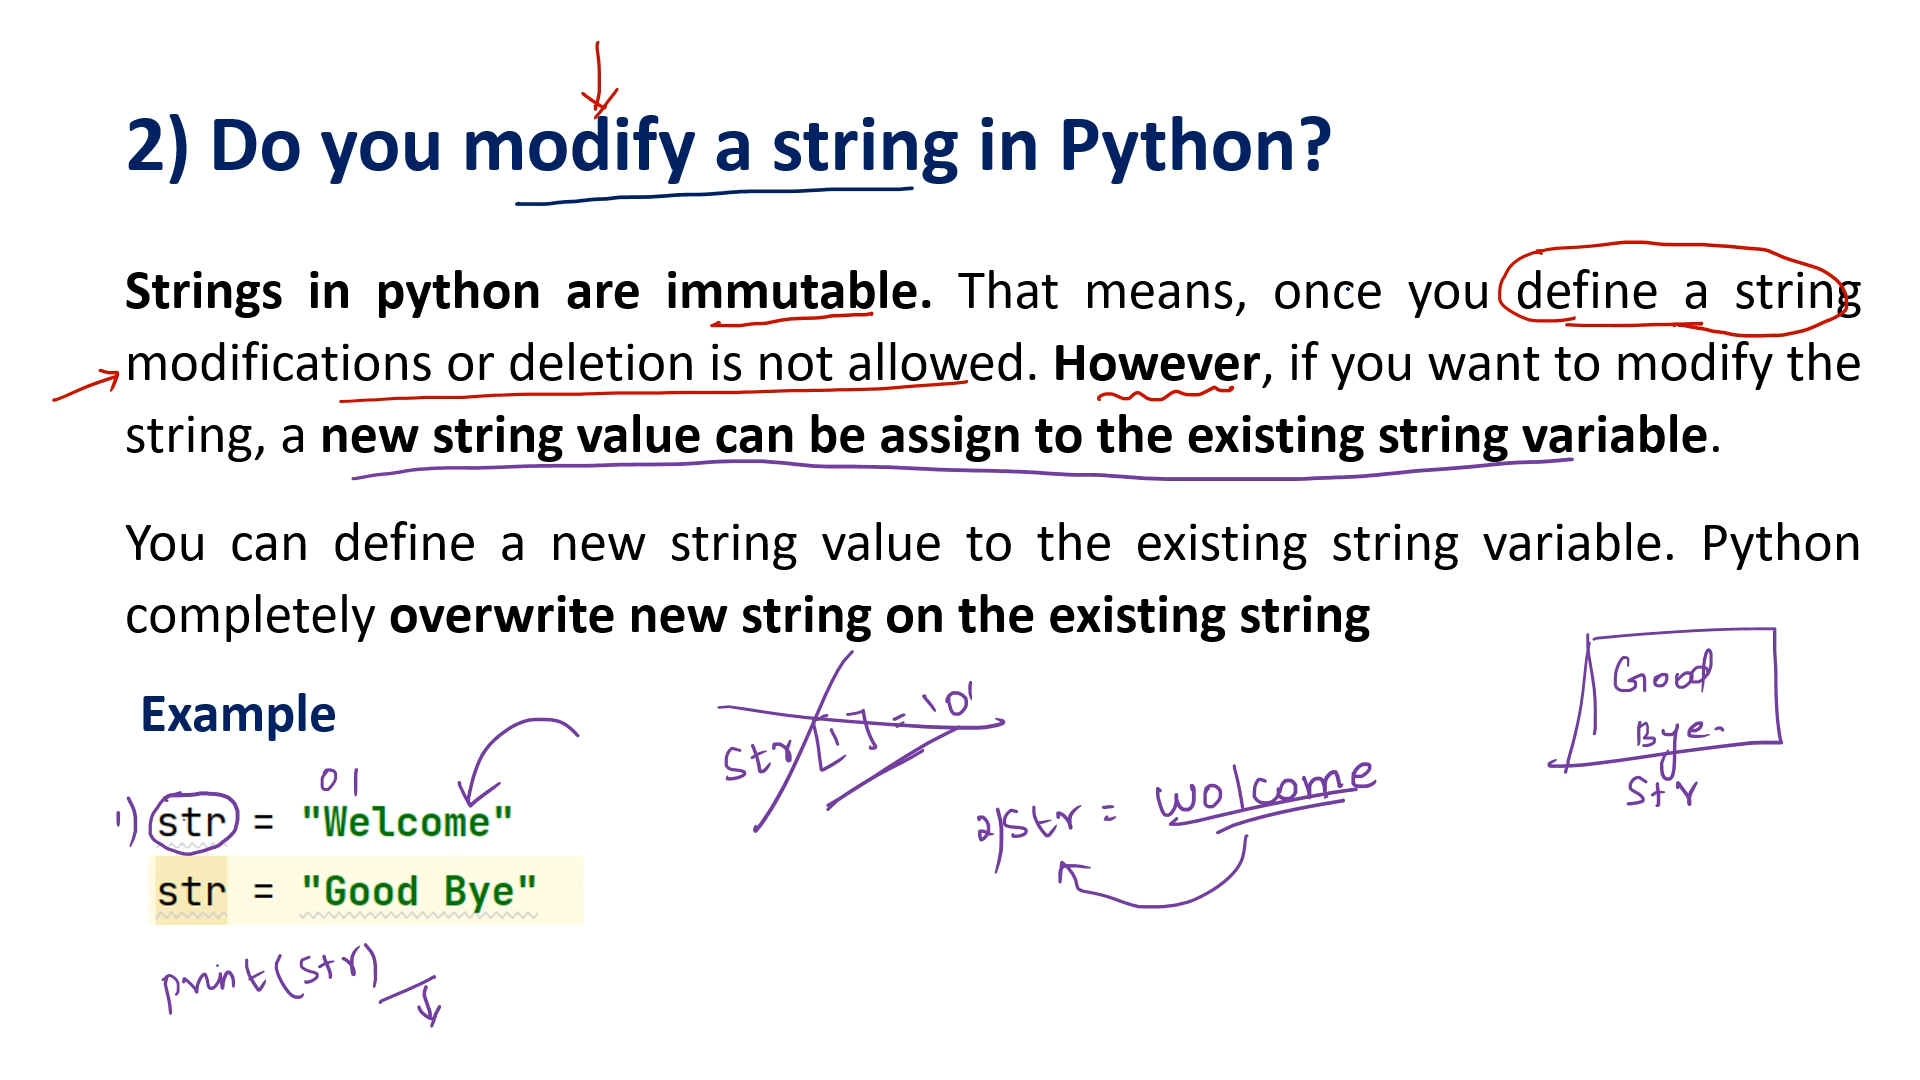 2) Do you modify a string in Python?
Strings in python are immutable. That means, once you define a string
modifications or deletion is not allowed. However, if you want to modify the
string, a new string value can be assign to the existing string variable.
You can define a new string value to the existing string variable. Python
completely overwrite new string on the existing string
Example
0 1
1) str = "Welcome"
str = "Good Bye"
print(str)
str[1] = 'o'
2) str = wolcome
Good
Bye.
str